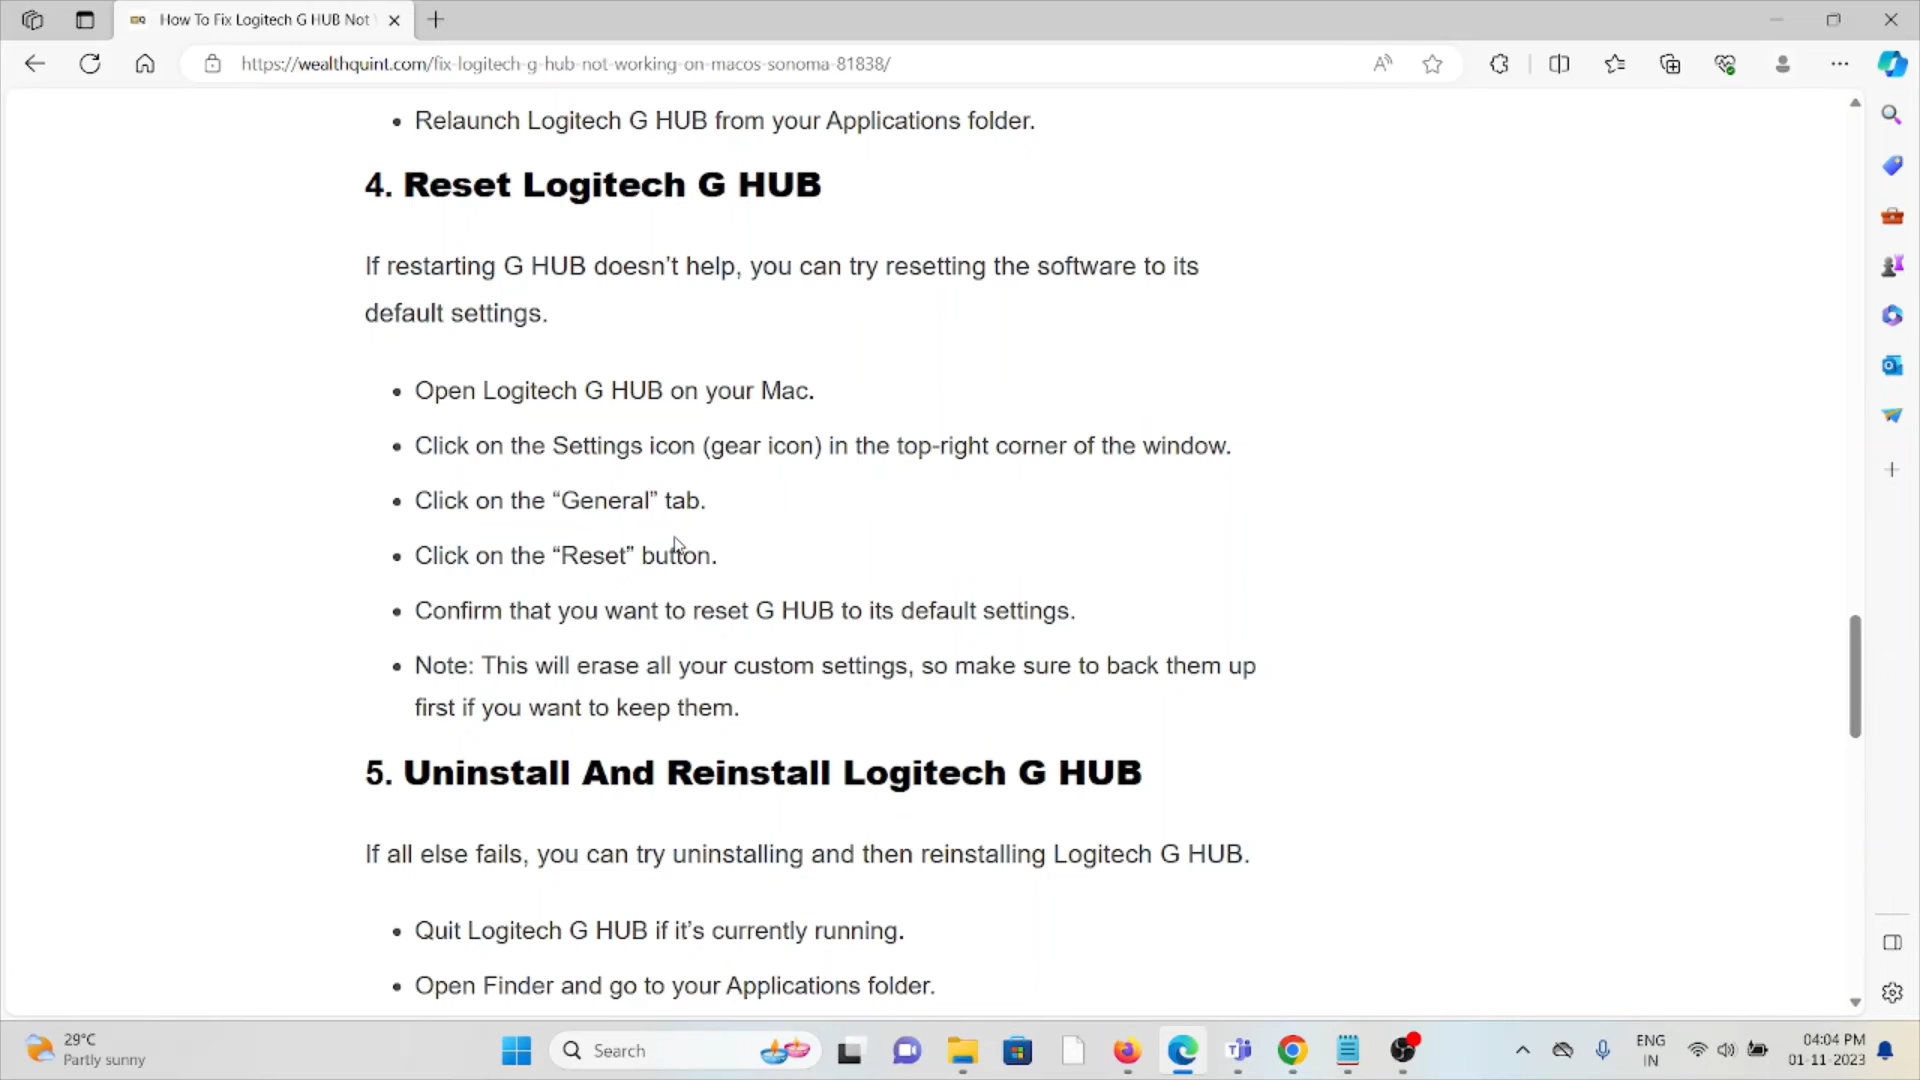 How To Fix Logitech G HUB Not
https://wealthquint.com/fix-logitech-g-hub-not-working-on-macos-sonoma-81838/
• Relaunch Logitech G HUB from your Applications folder.
4. Reset Logitech G HUB
If restarting G HUB doesn’t help, you can try resetting the software to its
default settings.
• Open Logitech G HUB on your Mac.
• Click on the Settings icon (gear icon) in the top-right corner of the window.
• Click on the “General” tab.
• Click on the “Reset” button.
• Confirm that you want to reset G HUB to its default settings.
• Note: This will erase all your custom settings, so make sure to back them up
first if you want to keep them.
5. Uninstall And Reinstall Logitech G HUB
If all else fails, you can try uninstalling and then reinstalling Logitech G HUB.
• Quit Logitech G HUB if it’s currently running.
• Open Finder and go to your Applications folder.
29°C
Partly sunny
Search
ENG
IN
04:04 PM
01-11-2023